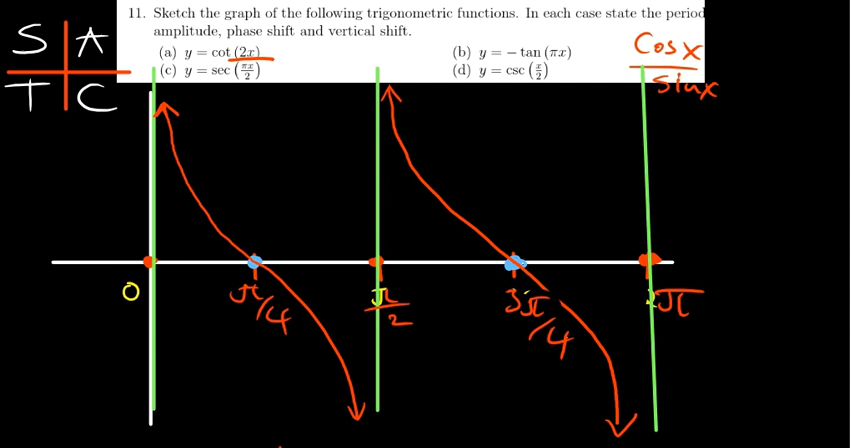 11. Sketch the graph of the following trigonometric functions. In each case state the period
amplitude, phase shift and vertical shift.
(a) y = cot (2x)
(b) y = − tan (πx)
(c) y = sec (πx/2)
(d) y = csc (x/2)
S A
T C
Cos x
sin x
0
π/4
π/2
3π/4
π